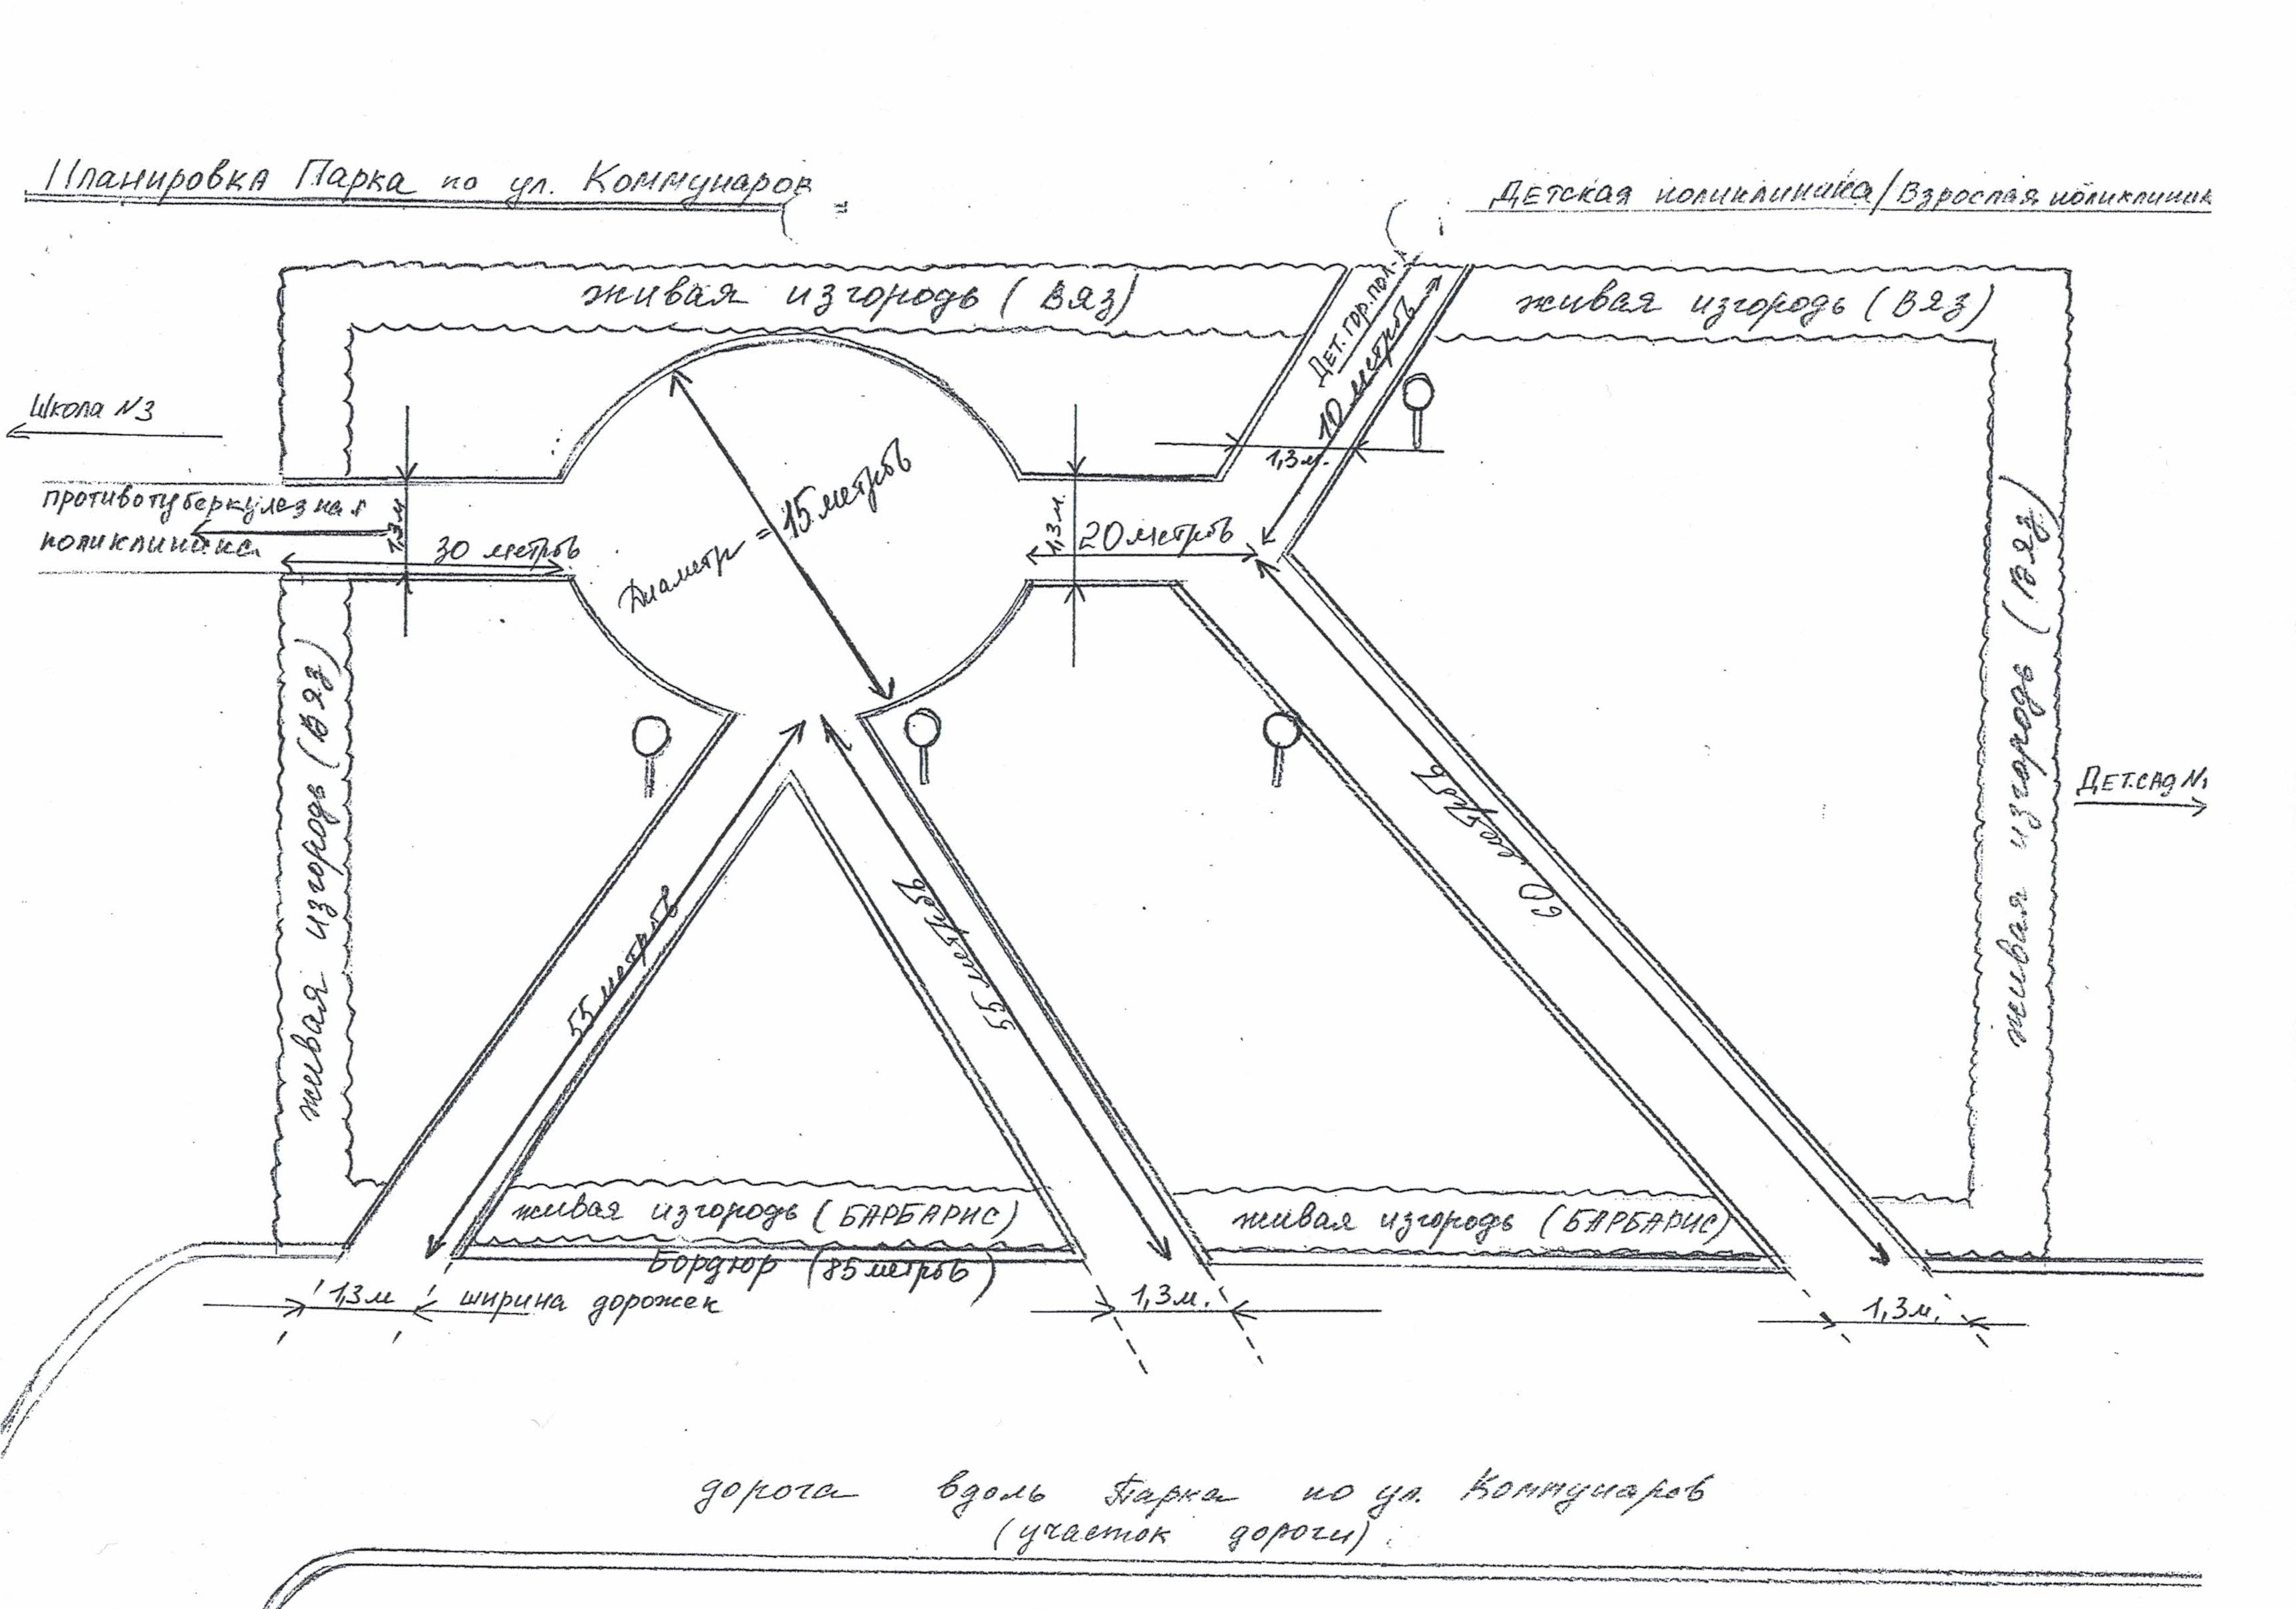 Планировка Парка по ул. Коммунаров
Детская поликлиника/Взрослая поликлиник
живая изгородь (Вяз)
живая изгородь (Вяз)
Дет. гор. пол-
10 метров
Школа N3
1,3м.
Диаметр = 15 метров
противотуберкулезная
поликлиника
1,3м
30 метров
1,3м.
20 метров
живая изгородь (Вяз)
живая изгородь (Вяз)
Дет.сад N1
60 метров
55 метров
55 метров
живая изгородь (БАРБАРИС)
живая изгородь (БАРБАРИС)
Бордюр (85 метров)
1,3м
ширина дорожек
1,3м.
1,3м.
дорога вдоль Парка по ул. Коммунаров
(участок дороги)